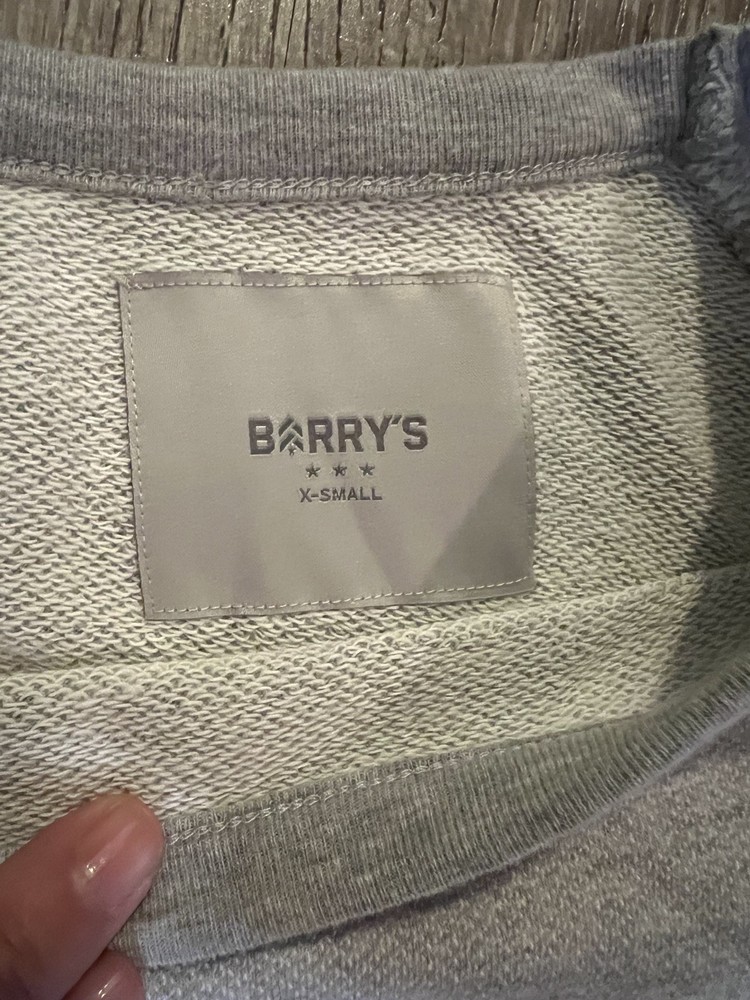 BARRY'S
★ ★ ★
X-SMALL